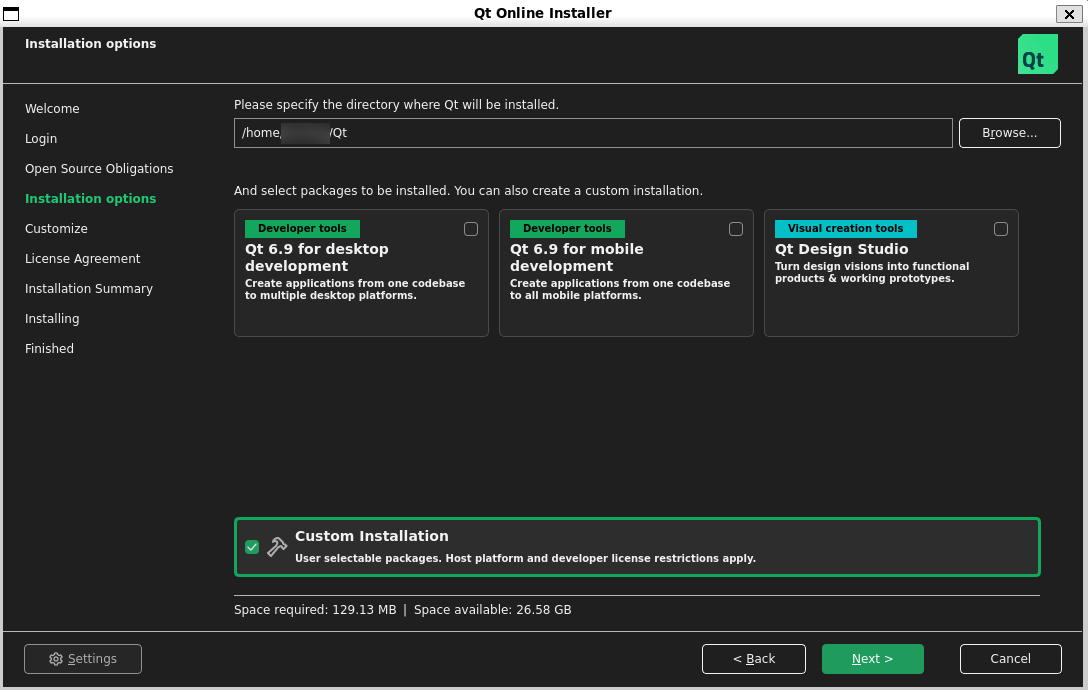 Qt Online Installer
Installation options
Qt
Welcome
Login
Open Source Obligations
Installation options
Customize
License Agreement
Installation Summary
Installing
Finished
Please specify the directory where Qt will be installed.
/home/ /Qt
Browse...
And select packages to be installed. You can also create a custom installation.
Developer tools
Qt 6.9 for desktop
development
Create applications from one codebase
to multiple desktop platforms.
Developer tools
Qt 6.9 for mobile
development
Create applications from one codebase
to all mobile platforms.
Visual creation tools
Qt Design Studio
Turn design visions into functional
products & working prototypes.
Custom Installation
User selectable packages. Host platform and developer license restrictions apply.
Space required: 129.13 MB | Space available: 26.58 GB
Settings
< Back
Next >
Cancel